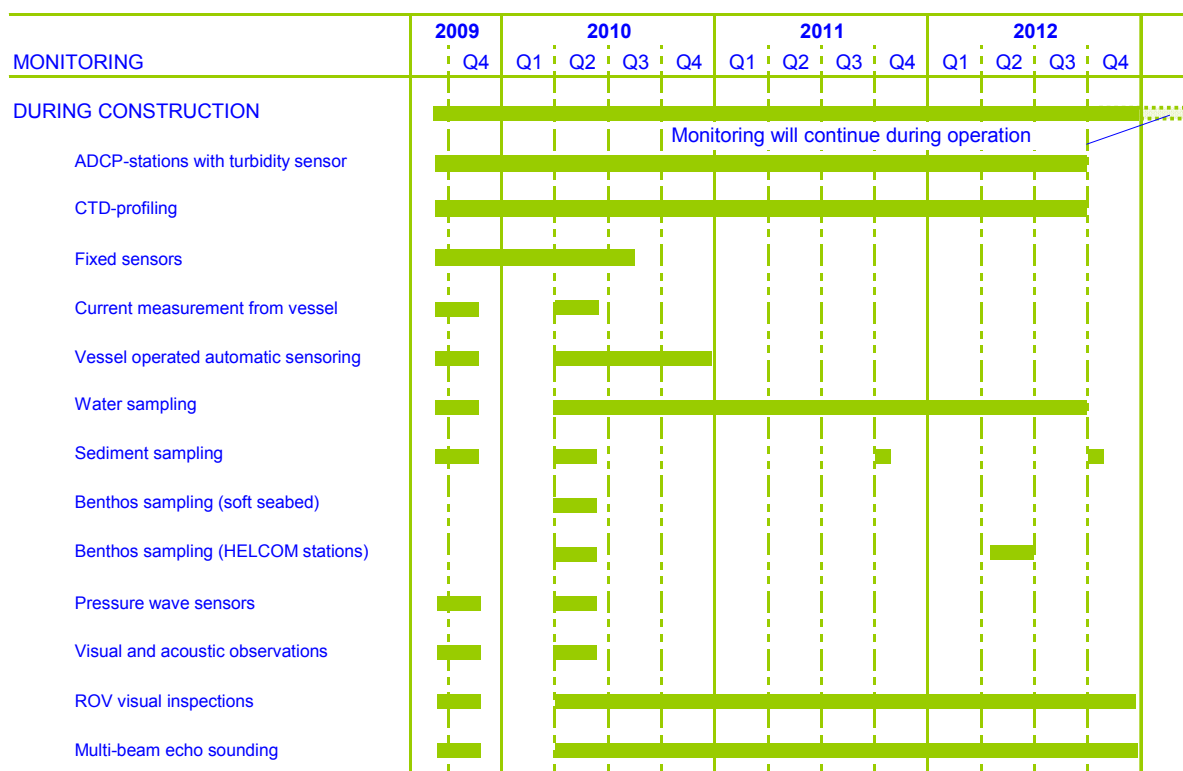 2009 2010 2011 2012
MONITORING Q4 Q1 Q2 Q3 Q4 Q1 Q2 Q3 Q4 Q1 Q2 Q3 Q4
DURING CONSTRUCTION
Monitoring will continue during operation
ADCP-stations with turbidity sensor
CTD-profiling
Fixed sensors
Current measurement from vessel
Vessel operated automatic sensoring
Water sampling
Sediment sampling
Benthos sampling (soft seabed)
Benthos sampling (HELCOM stations)
Pressure wave sensors
Visual and acoustic observations
ROV visual inspections
Multi-beam echo sounding